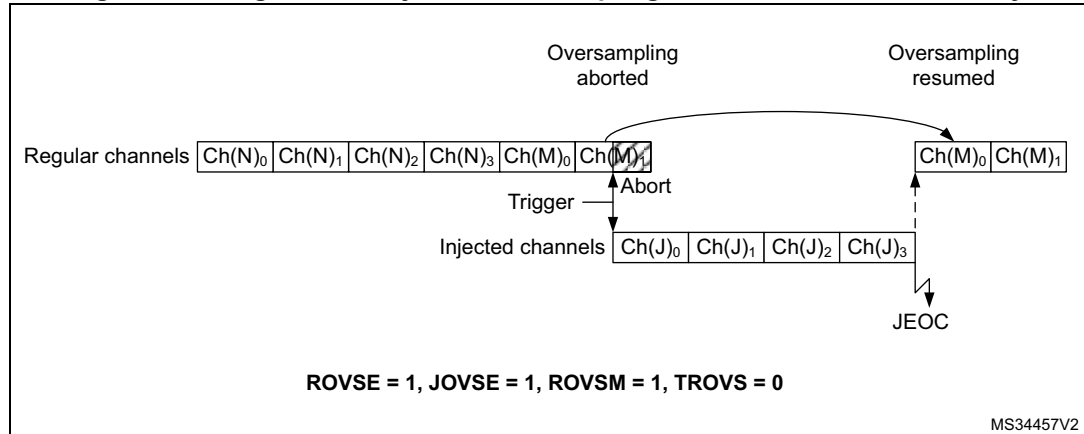 Oversampling
aborted
Oversampling
resumed
Regular channels Ch(N)₀ Ch(N)₁ Ch(N)₂ Ch(N)₃ Ch(M)₀ Ch(M)₁ Ch(M)₀ Ch(M)₁
Abort
Trigger
Injected channels Ch(J)₀ Ch(J)₁ Ch(J)₂ Ch(J)₃
JEOC
ROVSE = 1, JOVSE = 1, ROVSM = 1, TROVS = 0
MS34457V2